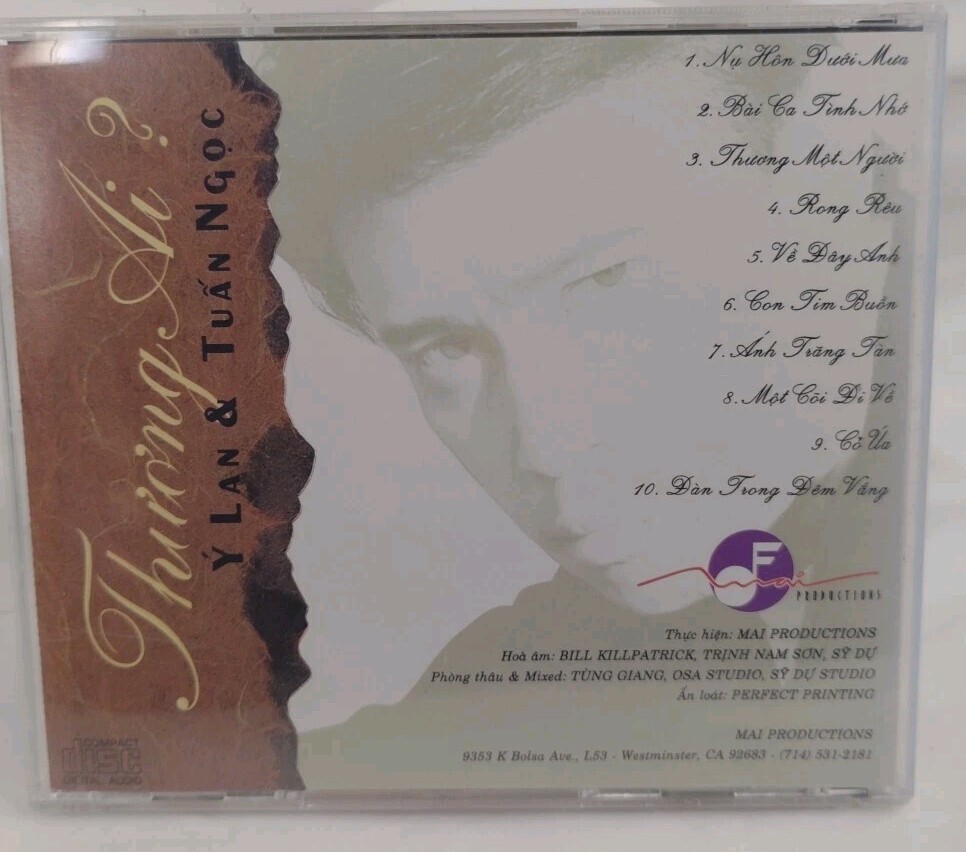 Thương Ai?
Ý LAN & TUẤN NGỌC
1. Nụ Hôn Dưới Mưa
2. Bài Ca Tình Nhớ
3. Thương Một Người
4. Rong Rêu
5. Về Đây Anh
6. Con Tim Buồn
7. Ánh Trăng Tàn
8. Một Cõi Đi Về
9. Cỏ Úa
10. Đàn Trong Đêm Vắng
F
mai
PRODUCTIONS
Thực hiện: MAI PRODUCTIONS
Hoà âm: BILL KILLPATRICK, TRỊNH NAM SƠN, SỸ DỰ
Phòng thâu & Mixed: TÙNG GIANG, OSA STUDIO, SỸ DỰ STUDIO
Ấn loát: PERFECT PRINTING
MAI PRODUCTIONS
9353 K Bolsa Ave., L53 - Westminster, CA 92683 - (714) 531-2181
COMPACT
disc
DIGITAL AUDIO